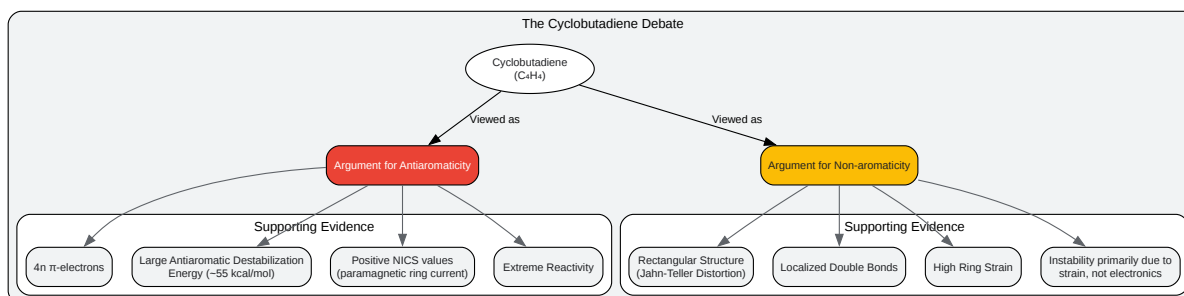 The Cyclobutadiene Debate
Cyclobutadiene
(C₄H₄)
Viewed as
Viewed as
Argument for Antiaromaticity
Argument for Non-aromaticity
Supporting Evidence
4n π-electrons
Large Antiaromatic Destabilization
Energy (~55 kcal/mol)
Positive NICS values
(paramagnetic ring current)
Extreme Reactivity
Supporting Evidence
Rectangular Structure
(Jahn-Teller Distortion)
Localized Double Bonds
High Ring Strain
Instability primarily due to
strain, not electronics